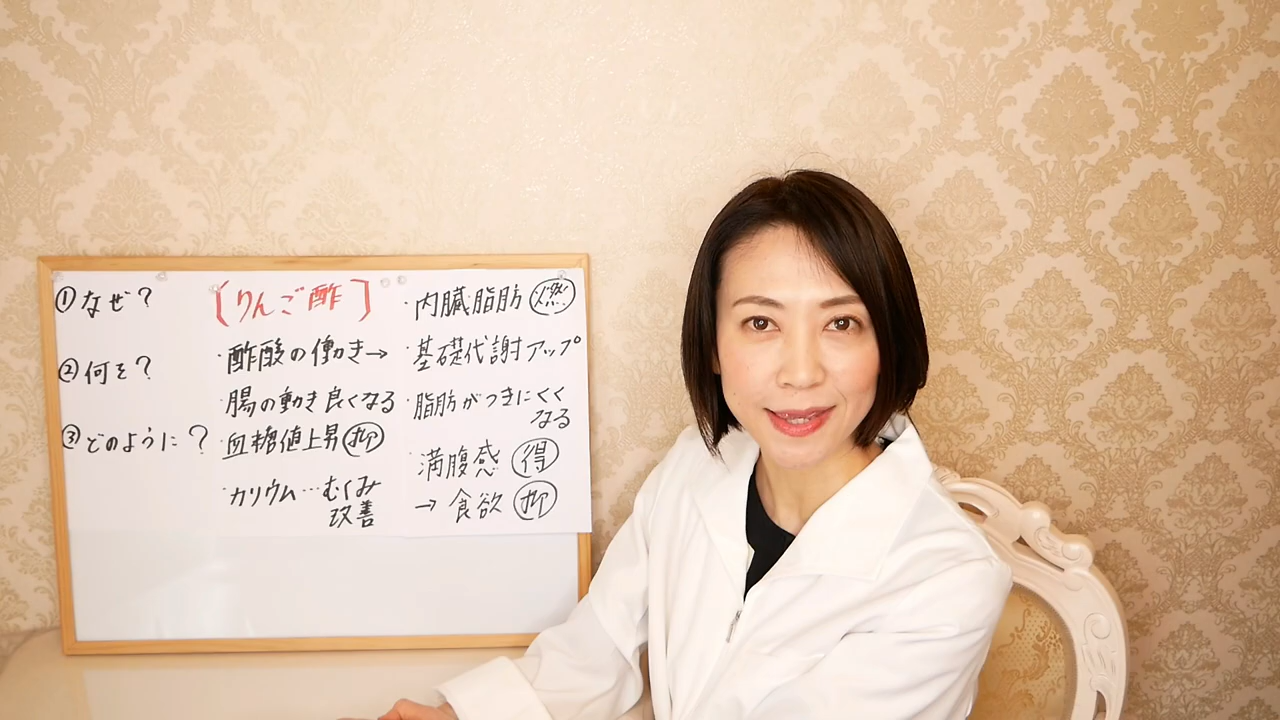 ①なぜ?
②何を?
③どのように?
〔りんご酢〕
・酢酸の働き→
・腸の動き良くなる
・血糖値上昇㊥抑
・カリウム…むくみ
改善
・内臓脂肪 燃
・基礎代謝アップ
・脂肪がつきにくく
なる
・満腹感 得
→食欲 抑